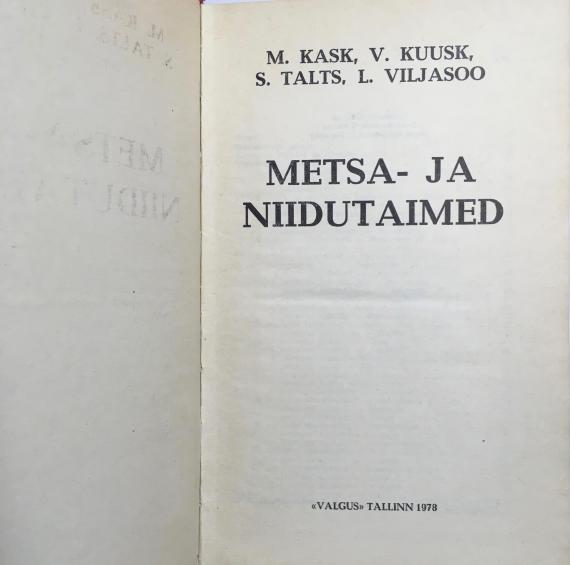 M. KASK, V. KUUSK,
S. TALTS, L. VILJASOO
METSA- JA
NIIDUTAIMED
«VALGUS» TALLINN 1978